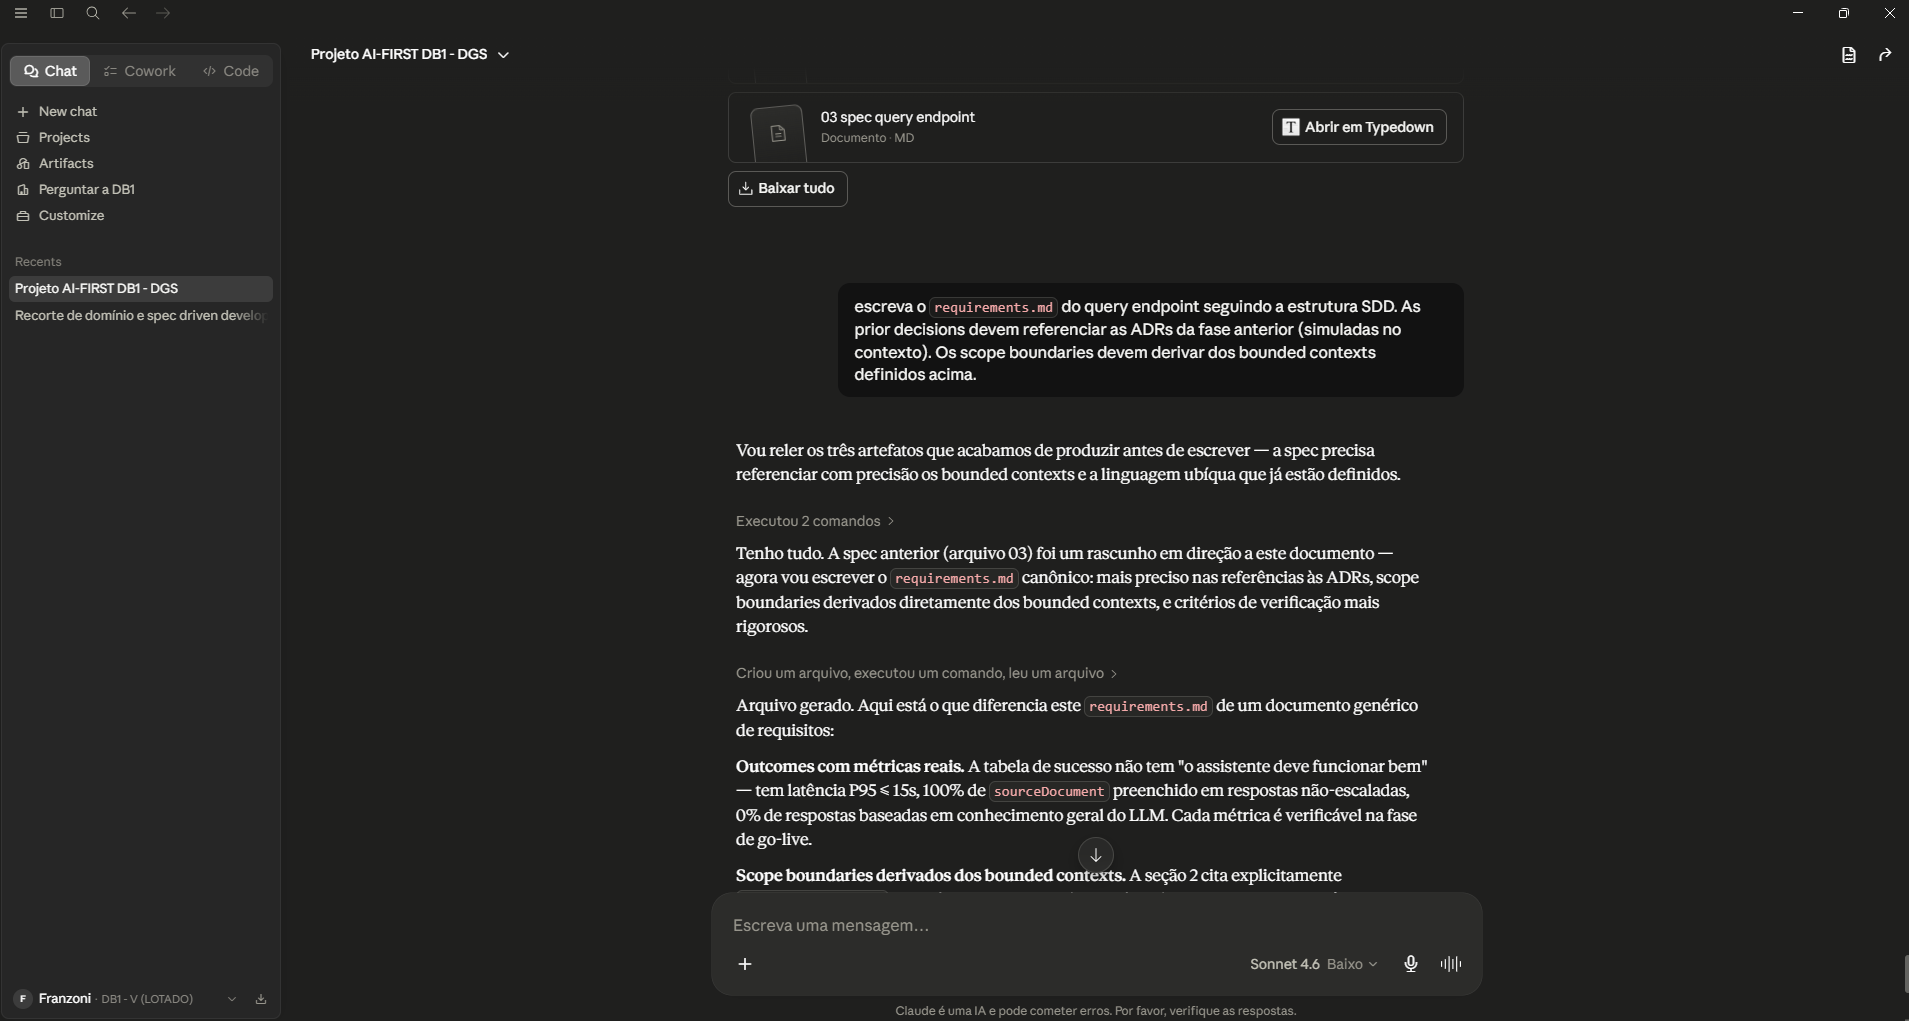 Chat
Cowork
Code
New chat
Projects
Artifacts
Perguntar a DB1
Customize
Recents
Projeto AI-FIRST DB1 - DGS
Recorte de domínio e spec driven develop
F Franzoni · DB1 - V (LOTADO)
Projeto AI-FIRST DB1 - DGS
03 spec query endpoint
Documento · MD
T Abrir em Typedown
Baixar tudo
escreva o requirements.md do query endpoint seguindo a estrutura SDD. As
prior decisions devem referenciar as ADRs da fase anterior (simuladas no
contexto). Os scope boundaries devem derivar dos bounded contexts
definidos acima.
Vou reler os três artefatos que acabamos de produzir antes de escrever — a spec precisa
referenciar com precisão os bounded contexts e a linguagem ubíqua que já estão definidos.
Executou 2 comandos
Tenho tudo. A spec anterior (arquivo 03) foi um rascunho em direção a este documento —
agora vou escrever o requirements.md canônico: mais preciso nas referências às ADRs, scope
boundaries derivados diretamente dos bounded contexts, e critérios de verificação mais
rigorosos.
Criou um arquivo, executou um comando, leu um arquivo
Arquivo gerado. Aqui está o que diferencia este requirements.md de um documento genérico
de requisitos:
Outcomes com métricas reais. A tabela de sucesso não tem "o assistente deve funcionar bem"
— tem latência P95 ≤ 15s, 100% de sourceDocument preenchido em respostas não-escaladas,
0% de respostas baseadas em conhecimento geral do LLM. Cada métrica é verificável na fase
de go-live.
Scope boundaries derivados dos bounded contexts. A seção 2 cita explicitamente
Escreva uma mensagem...
Sonnet 4.6 Baixo
Claude é uma IA e pode cometer erros. Por favor, verifique as respostas.